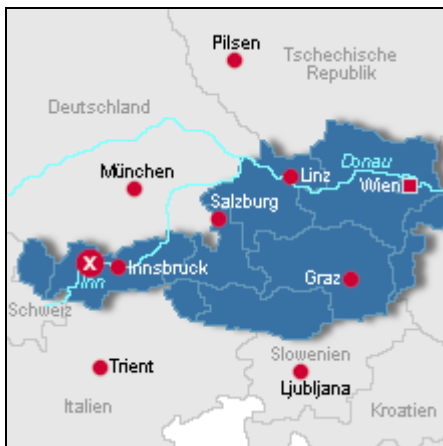 Pilsen
Tschechische
Republik
Deutschland
München
Donau
Linz
Wien
Salzburg
X
Innsbruck
Inn
Graz
Schweiz
Trient
Slowenien
Ljubljana
Italien
Kroatien